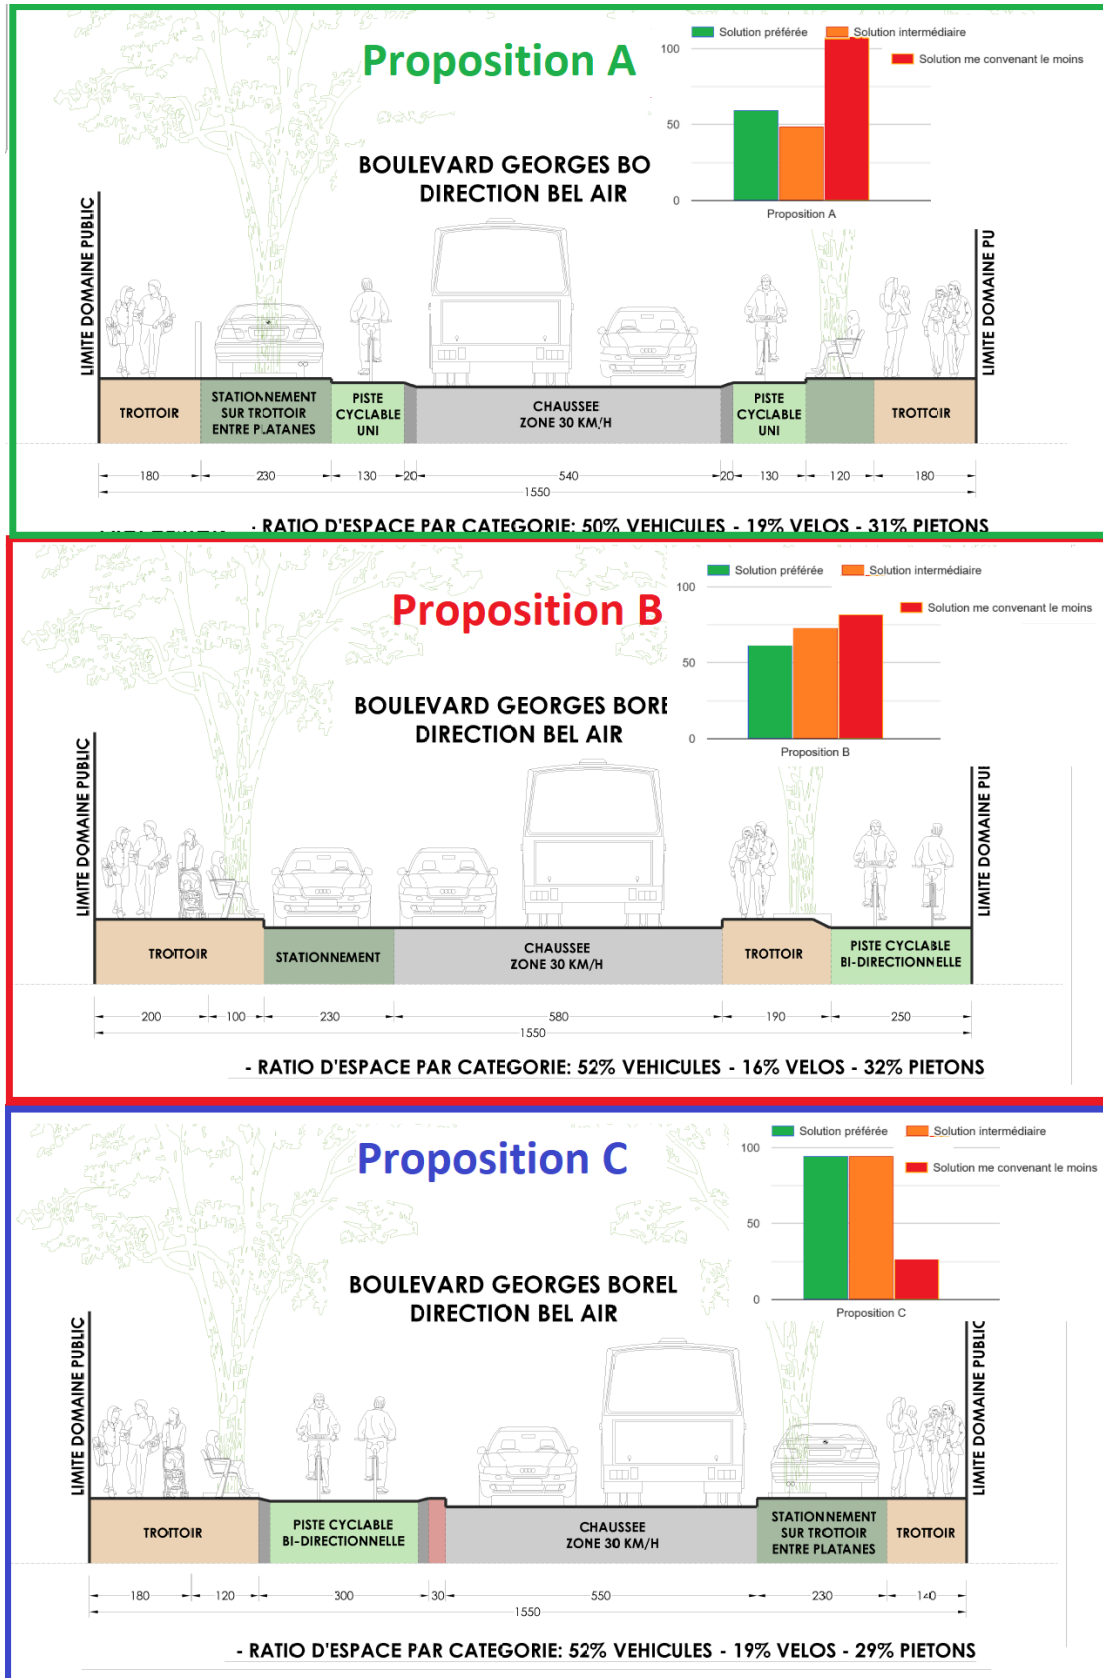 Proposition A
Solution préférée
Solution intermédiaire
Solution me convenant le moins
100
50
0
Proposition A
BOULEVARD GEORGES BO
DIRECTION BEL AIR
LIMITE DOMAINE PUBLIC
LIMITE DOMAINE PU
TROTTOIR
STATIONNEMENT
SUR TROTTOIR
ENTRE PLATANES
PISTE
CYCLABLE
UNI
CHAUSSEE
ZONE 30 KM/H
PISTE
CYCLABLE
UNI
TROTTOIR
180 230 130 20 540 20 130 120 180
1550
- RATIO D'ESPACE PAR CATEGORIE: 50% VEHICULES - 19% VELOS - 31% PIETONS
Proposition B
Solution préférée
Solution intermédiaire
Solution me convenant le moins
100
50
0
Proposition B
BOULEVARD GEORGES BORE
DIRECTION BEL AIR
LIMITE DOMAINE PUBLIC
LIMITE DOMAINE PUI
TROTTOIR
STATIONNEMENT
CHAUSSEE
ZONE 30 KM/H
TROTTOIR
PISTE CYCLABLE
BI-DIRECTIONNELLE
200 100 230 580 190 250
1550
- RATIO D'ESPACE PAR CATEGORIE: 52% VEHICULES - 16% VELOS - 32% PIETONS
Proposition C
Solution préférée
Solution intermédiaire
Solution me convenant le moins
100
50
0
Proposition C
BOULEVARD GEORGES BOREL
DIRECTION BEL AIR
LIMITE DOMAINE PUBLIC
LIMITE DOMAINE PUBLIC
TROTTOIR
PISTE CYCLABLE
BI-DIRECTIONNELLE
CHAUSSEE
ZONE 30 KM/H
STATIONNEMENT
SUR TROTTOIR
ENTRE PLATANES
TROTTOIR
180 120 300 30 550 230 140
1550
- RATIO D'ESPACE PAR CATEGORIE: 52% VEHICULES - 19% VELOS - 29% PIETONS